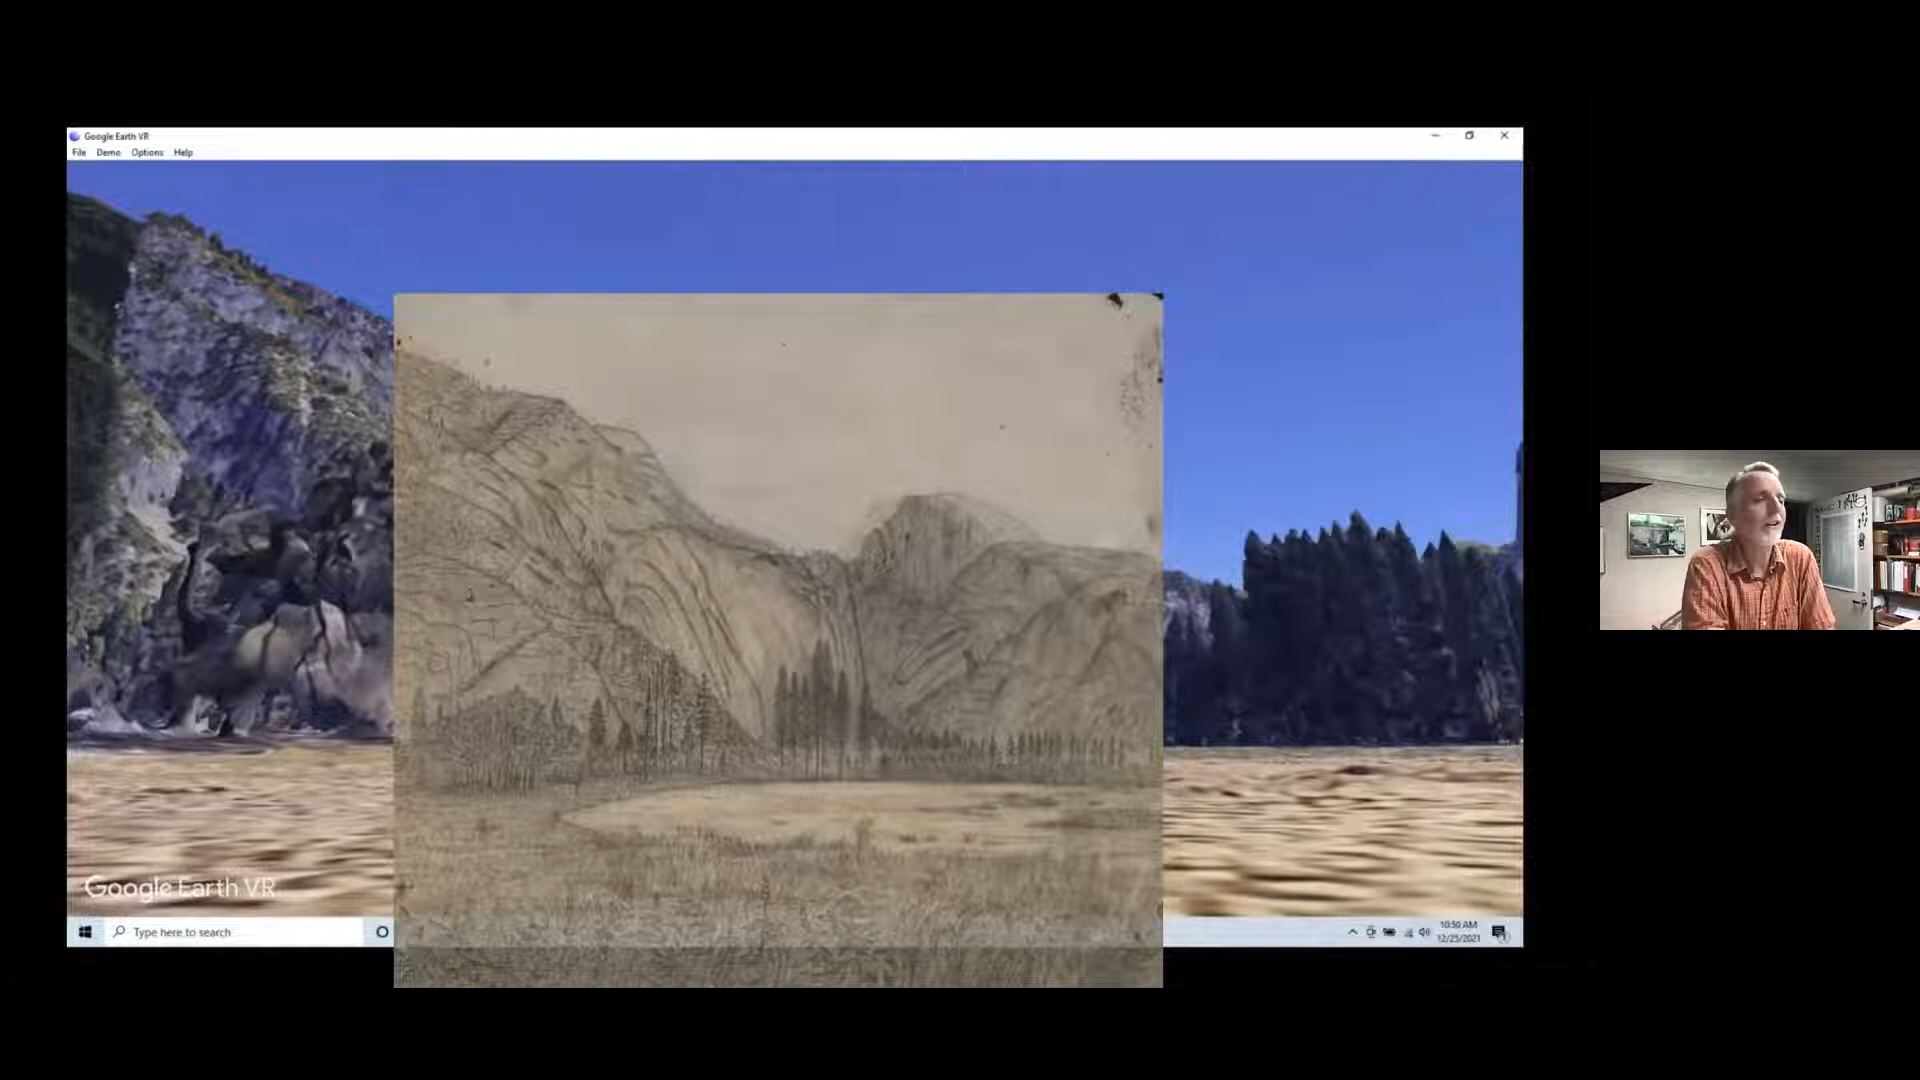 Google Earth VR
File Demo Options Help
Google Earth VR
Type here to search
10:50 AM
12/25/2021